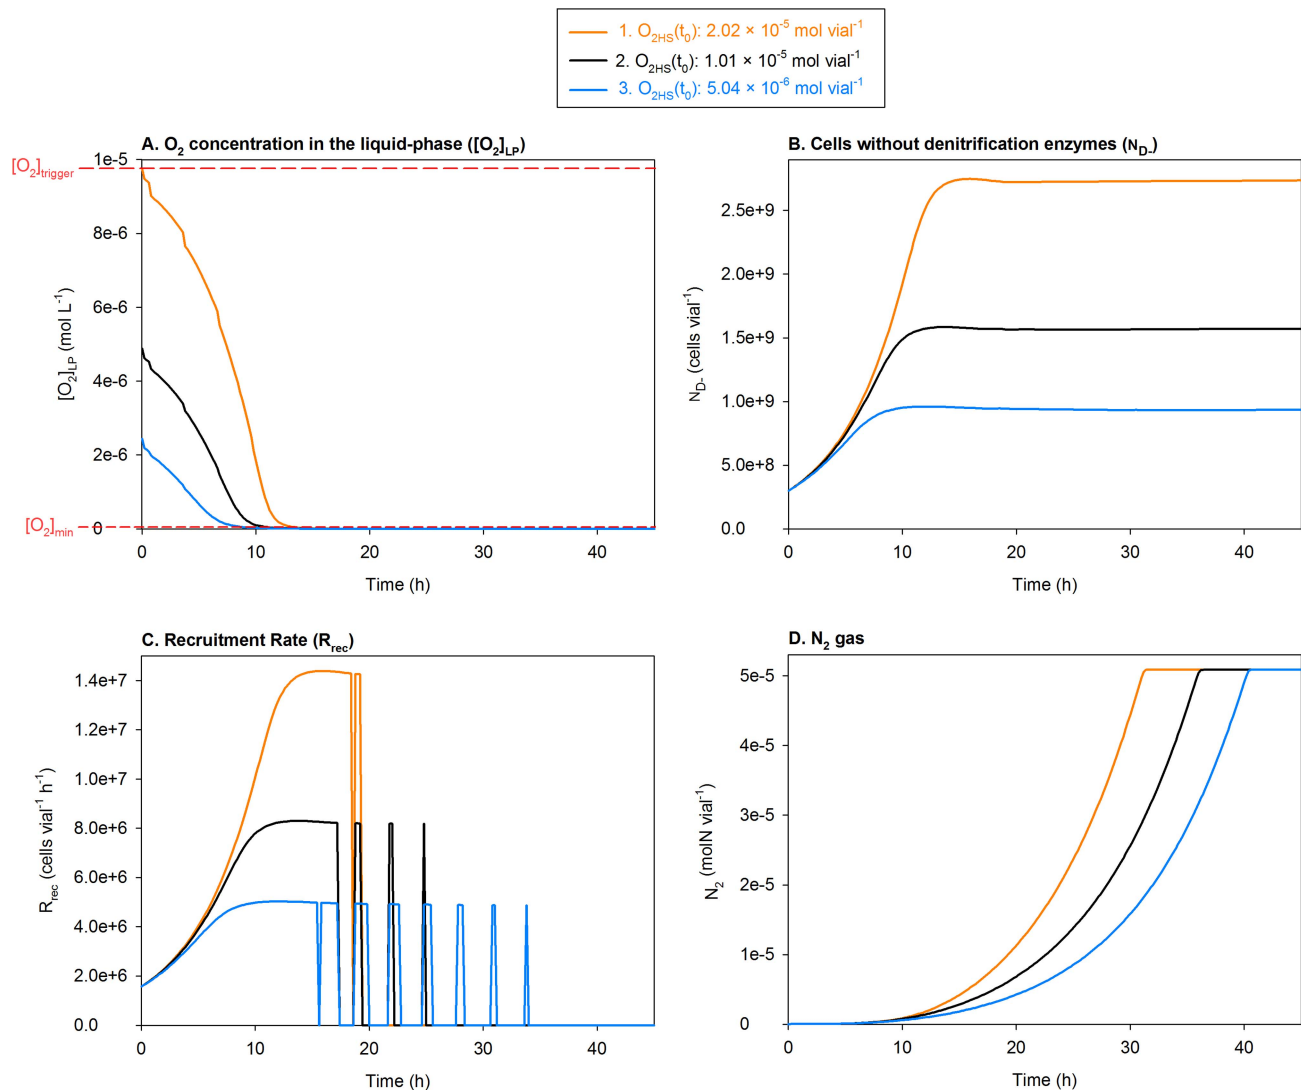 1. O₂HS(t₀): 2.02 × 10⁻⁵ mol vial⁻¹
2. O₂HS(t₀): 1.01 × 10⁻⁵ mol vial⁻¹
3. O₂HS(t₀): 5.04 × 10⁻⁶ mol vial⁻¹
A. O₂ concentration in the liquid-phase ([O₂]LP)
[O₂]trigger
1e-5
8e-6
6e-6
4e-6
2e-6
0
[O₂]min
[O₂]LP (mol L⁻¹)
0 10 20 30 40
Time (h)
B. Cells without denitrification enzymes (ND-)
2.5e+9
2.0e+9
1.5e+9
1.0e+9
5.0e+8
0.0
ND- (cells vial⁻¹)
0 10 20 30 40
Time (h)
C. Recruitment Rate (Rrec)
1.4e+7
1.2e+7
1.0e+7
8.0e+6
6.0e+6
4.0e+6
2.0e+6
0.0
Rrec (cells vial⁻¹ h⁻¹)
0 10 20 30 40
Time (h)
D. N₂ gas
5e-5
4e-5
3e-5
2e-5
1e-5
0
N₂ (molN vial⁻¹)
0 10 20 30 40
Time (h)